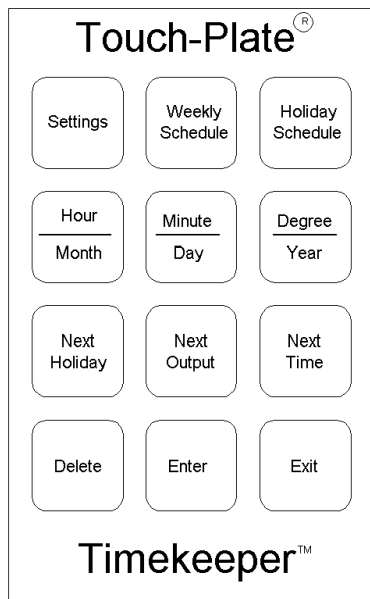 Touch-Plate®
Settings
Weekly
Schedule
Holiday
Schedule
Hour
Month
Minute
Day
Degree
Year
Next
Holiday
Next
Output
Next
Time
Delete
Enter
Exit
Timekeeper™